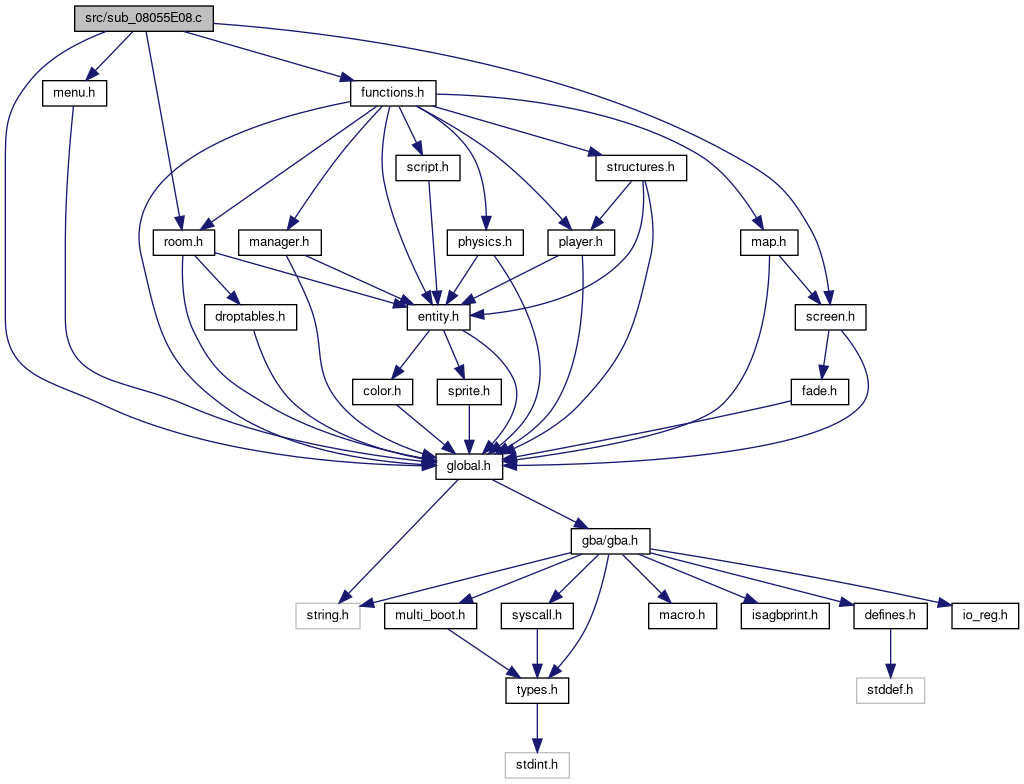 src/sub_08055E08.c
menu.h
functions.h
script.h
structures.h
room.h
manager.h
physics.h
player.h
map.h
droptables.h
entity.h
screen.h
color.h
sprite.h
fade.h
global.h
gba/gba.h
string.h
multi_boot.h
syscall.h
macro.h
isagbprint.h
defines.h
io_reg.h
types.h
stddef.h
stdint.h